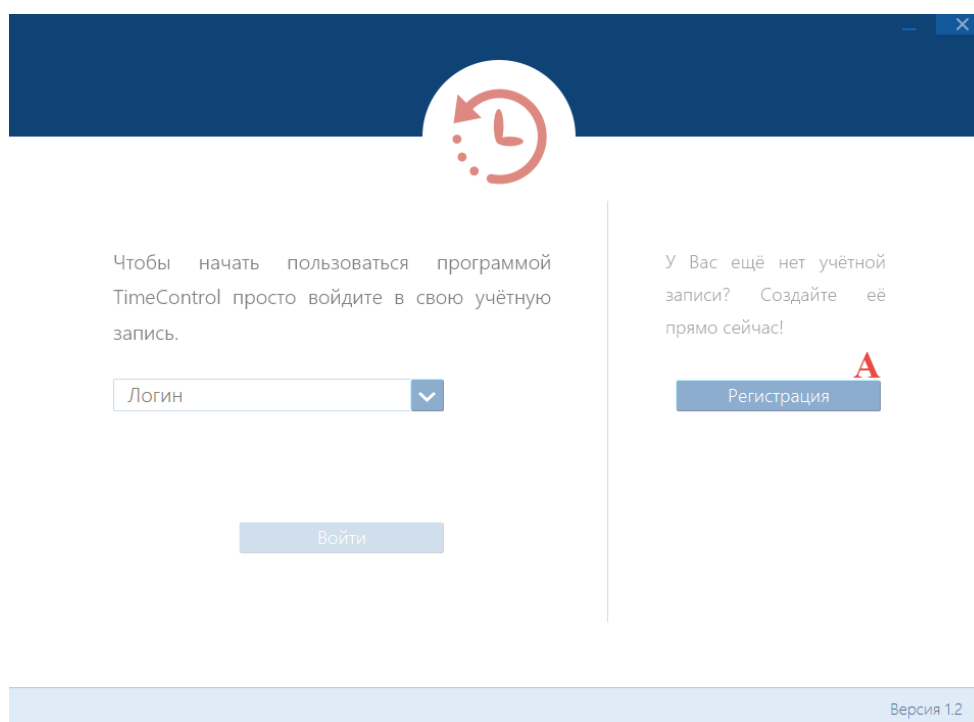 Чтобы начать пользоваться программой
TimeControl просто войдите в свою учётную
запись.
Логин
Войти
У Вас ещё нет учётной
записи? Создайте её
прямо сейчас!
A
Регистрация
Версия 1.2